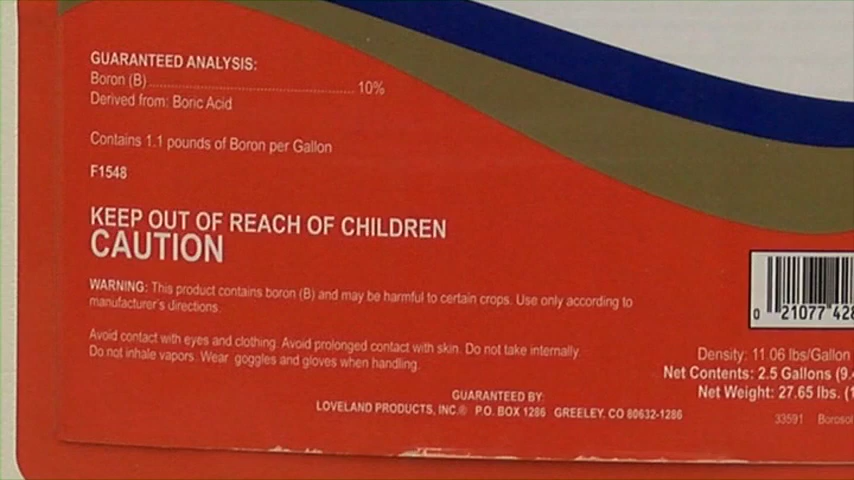 GUARANTEED ANALYSIS:
Boron (B)........................................................ 10%
Derived from: Boric Acid
Contains 1.1 pounds of Boron per Gallon
F1548
KEEP OUT OF REACH OF CHILDREN
CAUTION
WARNING: This product contains boron (B) and may be harmful to certain crops. Use only according to
manufacturer's directions.
Avoid contact with eyes and clothing. Avoid prolonged contact with skin. Do not take internally.
Do not inhale vapors. Wear goggles and gloves when handling.
0 21077 428
Density: 11.06 lbs/Gallon
Net Contents: 2.5 Gallons (9.4
Net Weight: 27.65 lbs. (1
GUARANTEED BY:
LOVELAND PRODUCTS, INC.® P.O. BOX 1286 GREELEY, CO 80632-1286
33591 Borosol